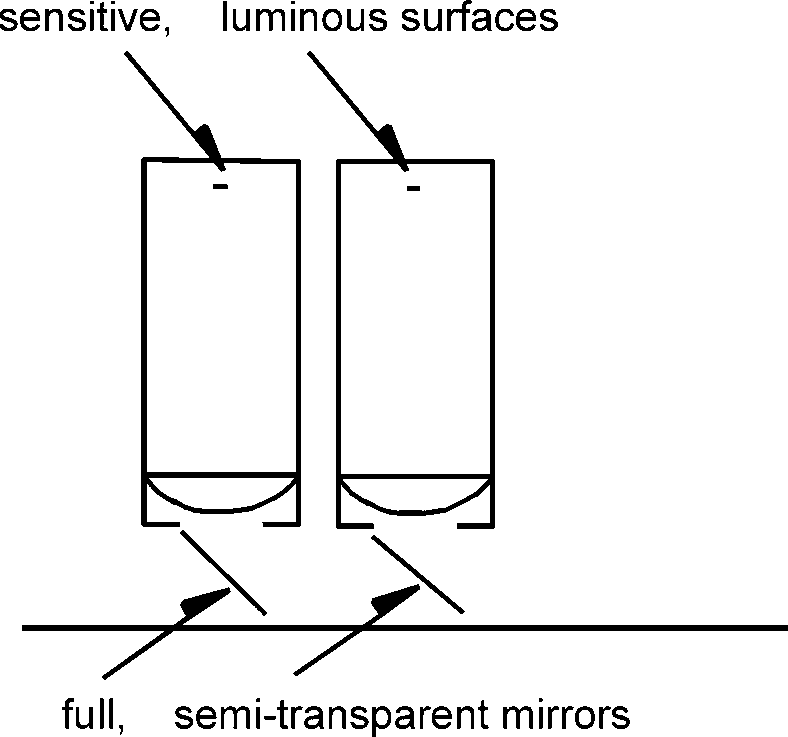 sensitive, luminous surfaces
full, semi-transparent mirrors